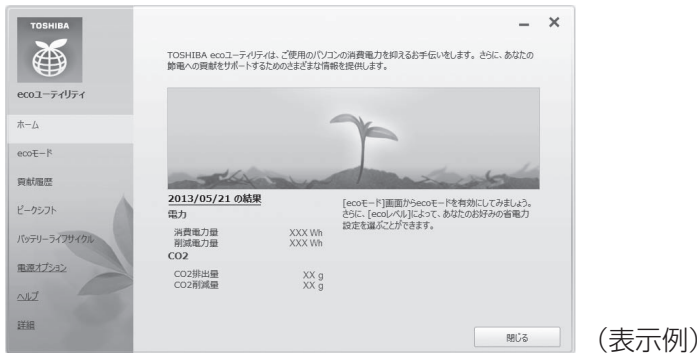 TOSHIBA
ecoユーティリティ
ホーム
ecoモード
貢献履歴
ピークシフト
バッテリーライフサイクル
電源オプション
ヘルプ
詳細
TOSHIBA ecoユーティリティは、ご使用のパソコンの消費電力を抑えるお手伝いをします。さらに、あなたの
節電への貢献をサポートするためのさまざまな情報を提供します。
2013/05/21 の結果
電力
消費電力量 XXX Wh
削減電力量 XXX Wh
CO2
CO2排出量 XX g
CO2削減量 XX g
[ecoモード]画面からecoモードを有効にしてみましょう。
さらに、[ecoレベル]によって、あなたのお好みの省電力
設定を選ぶことができます。
閉じる
（表示例）